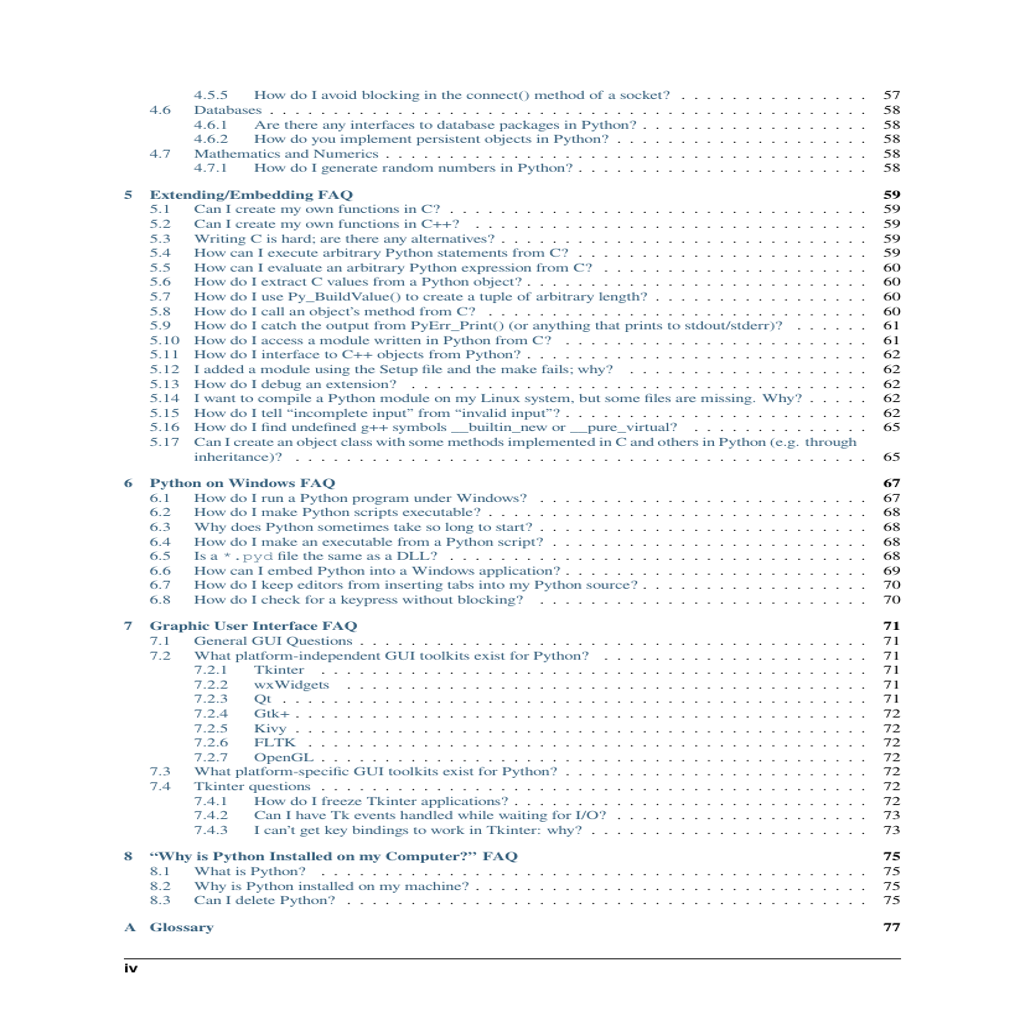 4.5.5 How do I avoid blocking in the connect() method of a socket? . . . . . . . . . . . . . . . 57
4.6 Databases . . . . . . . . . . . . . . . . . . . . . . . . . . . . . . . . . . . . . . . . . . . . . . . 58
4.6.1 Are there any interfaces to database packages in Python? . . . . . . . . . . . . . . . . . . 58
4.6.2 How do you implement persistent objects in Python? . . . . . . . . . . . . . . . . . . . . 58
4.7 Mathematics and Numerics . . . . . . . . . . . . . . . . . . . . . . . . . . . . . . . . . . . . . . 58
4.7.1 How do I generate random numbers in Python? . . . . . . . . . . . . . . . . . . . . . . . 58
5 Extending/Embedding FAQ 59
5.1 Can I create my own functions in C? . . . . . . . . . . . . . . . . . . . . . . . . . . . . . . . . . 59
5.2 Can I create my own functions in C++? . . . . . . . . . . . . . . . . . . . . . . . . . . . . . . . . 59
5.3 Writing C is hard; are there any alternatives? . . . . . . . . . . . . . . . . . . . . . . . . . . . . . 59
5.4 How can I execute arbitrary Python statements from C? . . . . . . . . . . . . . . . . . . . . . . . 59
5.5 How can I evaluate an arbitrary Python expression from C? . . . . . . . . . . . . . . . . . . . . . 60
5.6 How do I extract C values from a Python object? . . . . . . . . . . . . . . . . . . . . . . . . . . . 60
5.7 How do I use Py_BuildValue() to create a tuple of arbitrary length? . . . . . . . . . . . . . . . . . 60
5.8 How do I call an object's method from C? . . . . . . . . . . . . . . . . . . . . . . . . . . . . . . 60
5.9 How do I catch the output from PyErr_Print() (or anything that prints to stdout/stderr)? . . . . . . 61
5.10 How do I access a module written in Python from C? . . . . . . . . . . . . . . . . . . . . . . . . 61
5.11 How do I interface to C++ objects from Python? . . . . . . . . . . . . . . . . . . . . . . . . . . . 62
5.12 I added a module using the Setup file and the make fails; why? . . . . . . . . . . . . . . . . . . . 62
5.13 How do I debug an extension? . . . . . . . . . . . . . . . . . . . . . . . . . . . . . . . . . . . . 62
5.14 I want to compile a Python module on my Linux system, but some files are missing. Why? . . . . . 62
5.15 How do I tell “incomplete input” from “invalid input”? . . . . . . . . . . . . . . . . . . . . . . . . 62
5.16 How do I find undefined g++ symbols __builtin_new or __pure_virtual? . . . . . . . . . . . . . . 65
5.17 Can I create an object class with some methods implemented in C and others in Python (e.g. through
inheritance)? . . . . . . . . . . . . . . . . . . . . . . . . . . . . . . . . . . . . . . . . . . . . . 65
6 Python on Windows FAQ 67
6.1 How do I run a Python program under Windows? . . . . . . . . . . . . . . . . . . . . . . . . . . 67
6.2 How do I make Python scripts executable? . . . . . . . . . . . . . . . . . . . . . . . . . . . . . . 68
6.3 Why does Python sometimes take so long to start? . . . . . . . . . . . . . . . . . . . . . . . . . . 68
6.4 How do I make an executable from a Python script? . . . . . . . . . . . . . . . . . . . . . . . . . 68
6.5 Is a *.pyd file the same as a DLL? . . . . . . . . . . . . . . . . . . . . . . . . . . . . . . . . . 68
6.6 How can I embed Python into a Windows application? . . . . . . . . . . . . . . . . . . . . . . . . 69
6.7 How do I keep editors from inserting tabs into my Python source? . . . . . . . . . . . . . . . . . . 70
6.8 How do I check for a keypress without blocking? . . . . . . . . . . . . . . . . . . . . . . . . . . 70
7 Graphic User Interface FAQ 71
7.1 General GUI Questions . . . . . . . . . . . . . . . . . . . . . . . . . . . . . . . . . . . . . . . . 71
7.2 What platform-independent GUI toolkits exist for Python? . . . . . . . . . . . . . . . . . . . . . 71
7.2.1 Tkinter . . . . . . . . . . . . . . . . . . . . . . . . . . . . . . . . . . . . . . . . . . . 71
7.2.2 wxWidgets . . . . . . . . . . . . . . . . . . . . . . . . . . . . . . . . . . . . . . . . . 71
7.2.3 Qt . . . . . . . . . . . . . . . . . . . . . . . . . . . . . . . . . . . . . . . . . . . . . . 71
7.2.4 Gtk+ . . . . . . . . . . . . . . . . . . . . . . . . . . . . . . . . . . . . . . . . . . . . . 72
7.2.5 Kivy . . . . . . . . . . . . . . . . . . . . . . . . . . . . . . . . . . . . . . . . . . . . . 72
7.2.6 FLTK . . . . . . . . . . . . . . . . . . . . . . . . . . . . . . . . . . . . . . . . . . . . 72
7.2.7 OpenGL . . . . . . . . . . . . . . . . . . . . . . . . . . . . . . . . . . . . . . . . . . . 72
7.3 What platform-specific GUI toolkits exist for Python? . . . . . . . . . . . . . . . . . . . . . . . . 72
7.4 Tkinter questions . . . . . . . . . . . . . . . . . . . . . . . . . . . . . . . . . . . . . . . . . . . 72
7.4.1 How do I freeze Tkinter applications? . . . . . . . . . . . . . . . . . . . . . . . . . . . . 72
7.4.2 Can I have Tk events handled while waiting for I/O? . . . . . . . . . . . . . . . . . . . . 73
7.4.3 I can't get key bindings to work in Tkinter: why? . . . . . . . . . . . . . . . . . . . . . . 73
8 “Why is Python Installed on my Computer?” FAQ 75
8.1 What is Python? . . . . . . . . . . . . . . . . . . . . . . . . . . . . . . . . . . . . . . . . . . . 75
8.2 Why is Python installed on my machine? . . . . . . . . . . . . . . . . . . . . . . . . . . . . . . . 75
8.3 Can I delete Python? . . . . . . . . . . . . . . . . . . . . . . . . . . . . . . . . . . . . . . . . . 75
A Glossary 77
iv